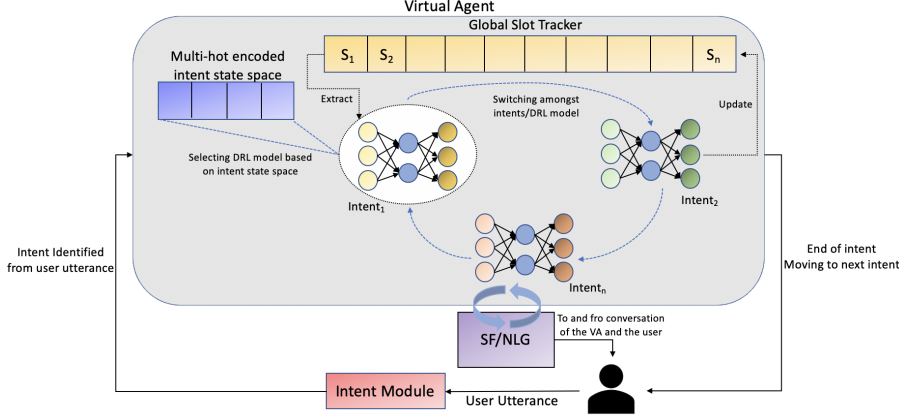 Virtual Agent
Global Slot Tracker
S1 S2 Sn
Multi-hot encoded
intent state space
Extract
Switching amongst
intents/DRL model
Update
Selecting DRL model based
on intent state space
Intent1
Intent2
Intentn
Intent Identified
from user utterance
End of intent
Moving to next intent
SF/NLG
To and fro conversation
of the VA and the user
Intent Module
User Utterance